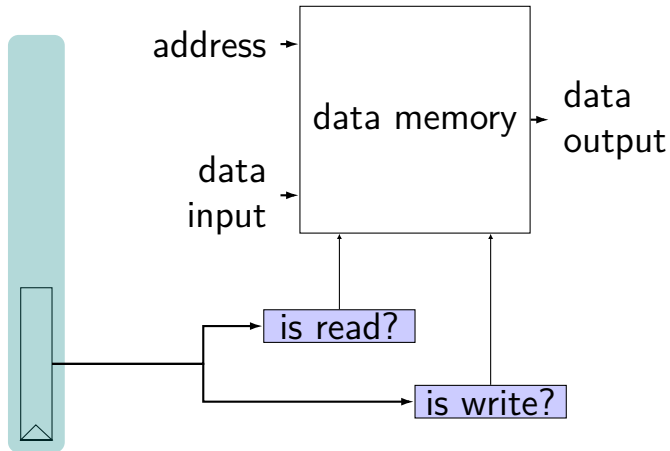 address
data memory
data
output
data
input
is read?
is write?